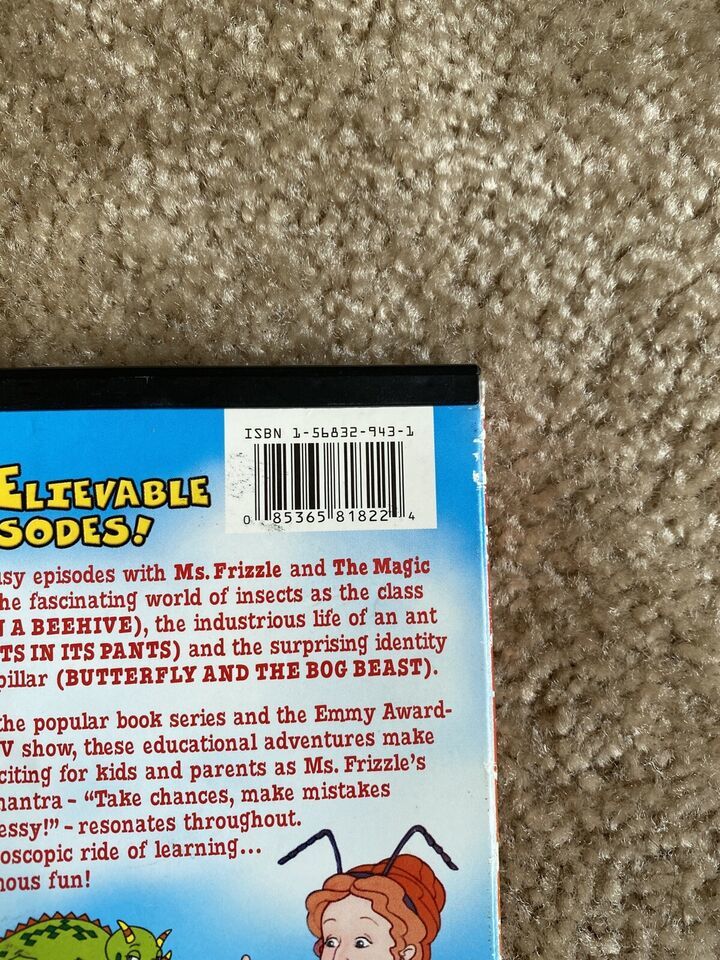 ISBN 1-56832-943-1
0 85365 81822 4
ELIEVABLE
SODES!
usy episodes with Ms. Frizzle and The Magic
he fascinating world of insects as the class
N A BEEHIVE), the industrious life of an ant
TS IN ITS PANTS) and the surprising identity
pillar (BUTTERFLY AND THE BOG BEAST).
the popular book series and the Emmy Award-
V show, these educational adventures make
citing for kids and parents as Ms. Frizzle's
mantra - “Take chances, make mistakes
essy!” - resonates throughout.
oscopic ride of learning...
nous fun!